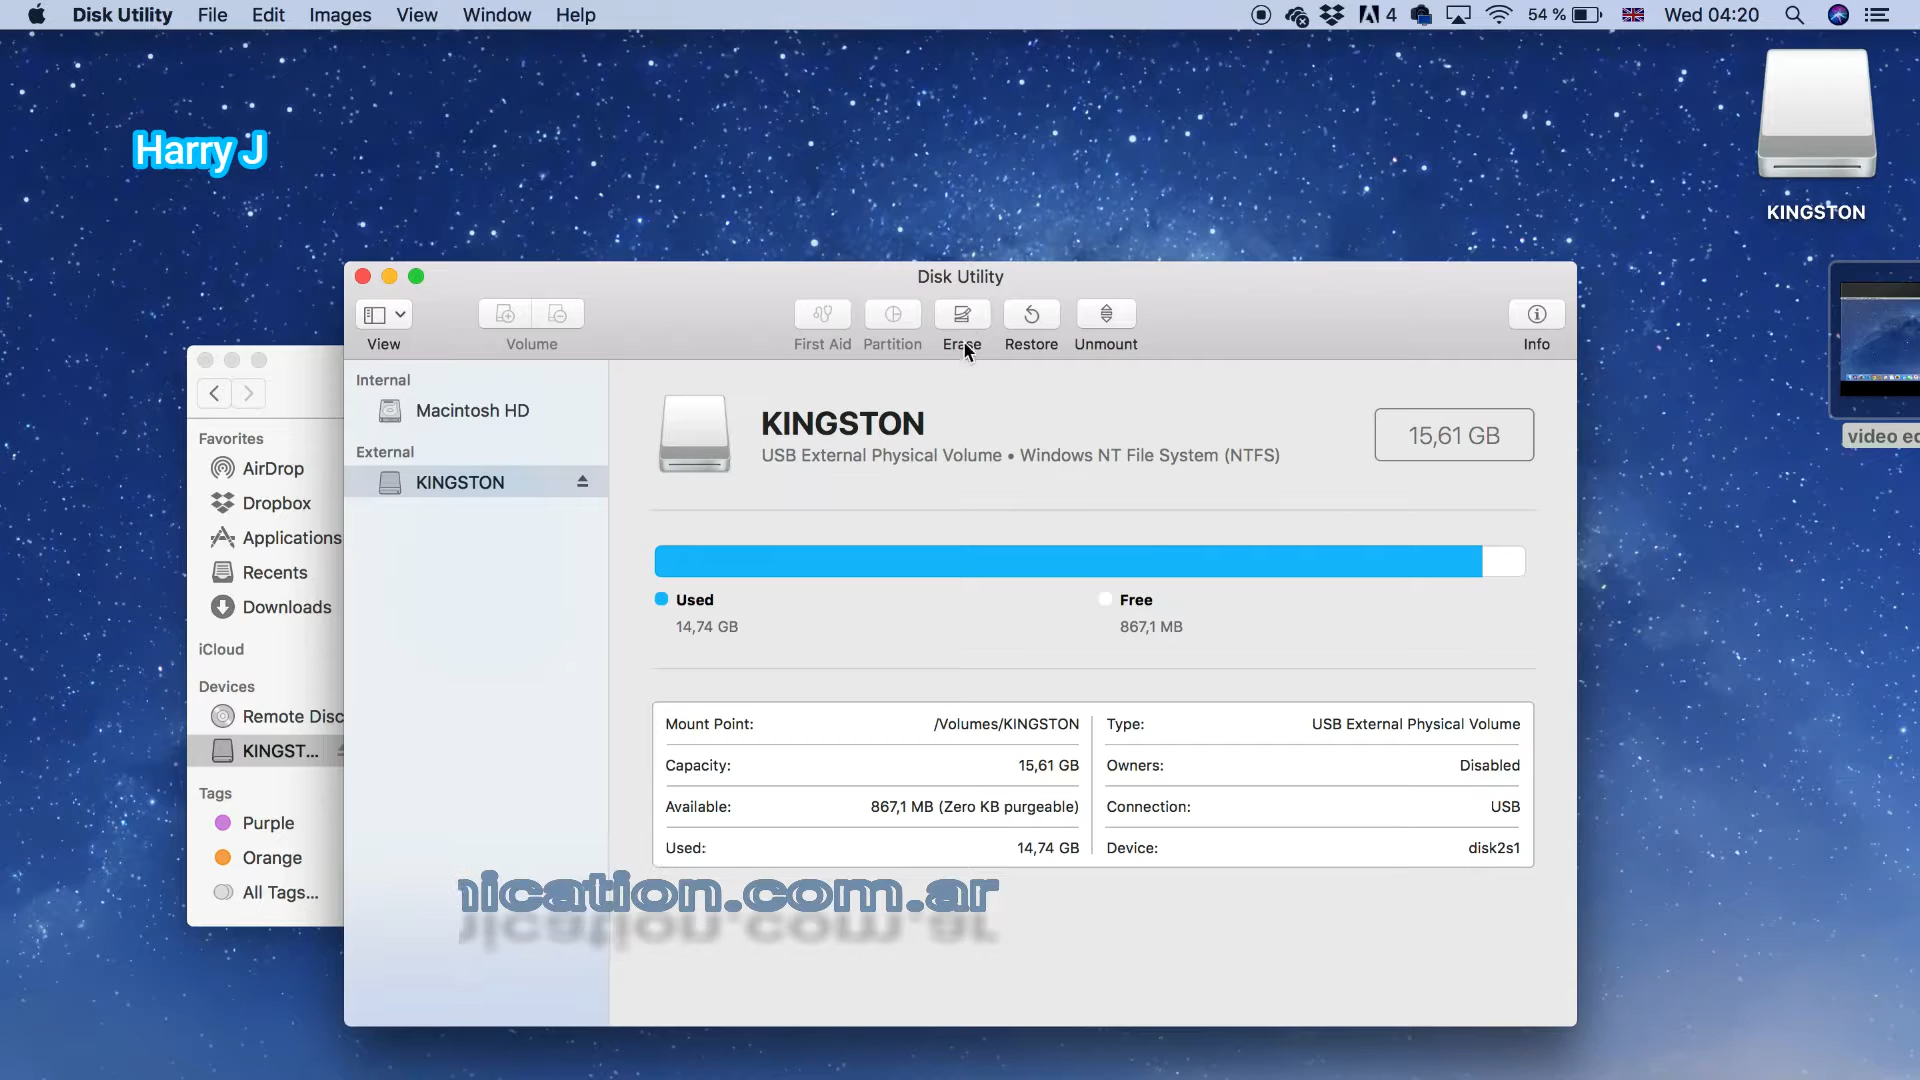 Disk Utility File Edit Images View Window Help 4 54 % Wed 04:20
Harry J
KINGSTON
Disk Utility
View Volume First Aid Partition Erase Restore Unmount Info
Internal
Macintosh HD
External
KINGSTON
KINGSTON
USB External Physical Volume • Windows NT File System (NTFS)
15,61 GB
Used
14,74 GB
Free
867,1 MB
Mount Point: /Volumes/KINGSTON
Capacity: 15,61 GB
Available: 867,1 MB (Zero KB purgeable)
Used: 14,74 GB
Type: USB External Physical Volume
Owners: Disabled
Connection: USB
Device: disk2s1
Favorites
AirDrop
Dropbox
Applications
Recents
Downloads
iCloud
Devices
Remote Disc
KINGST...
Tags
Purple
Orange
All Tags...
video
nication.com.ar